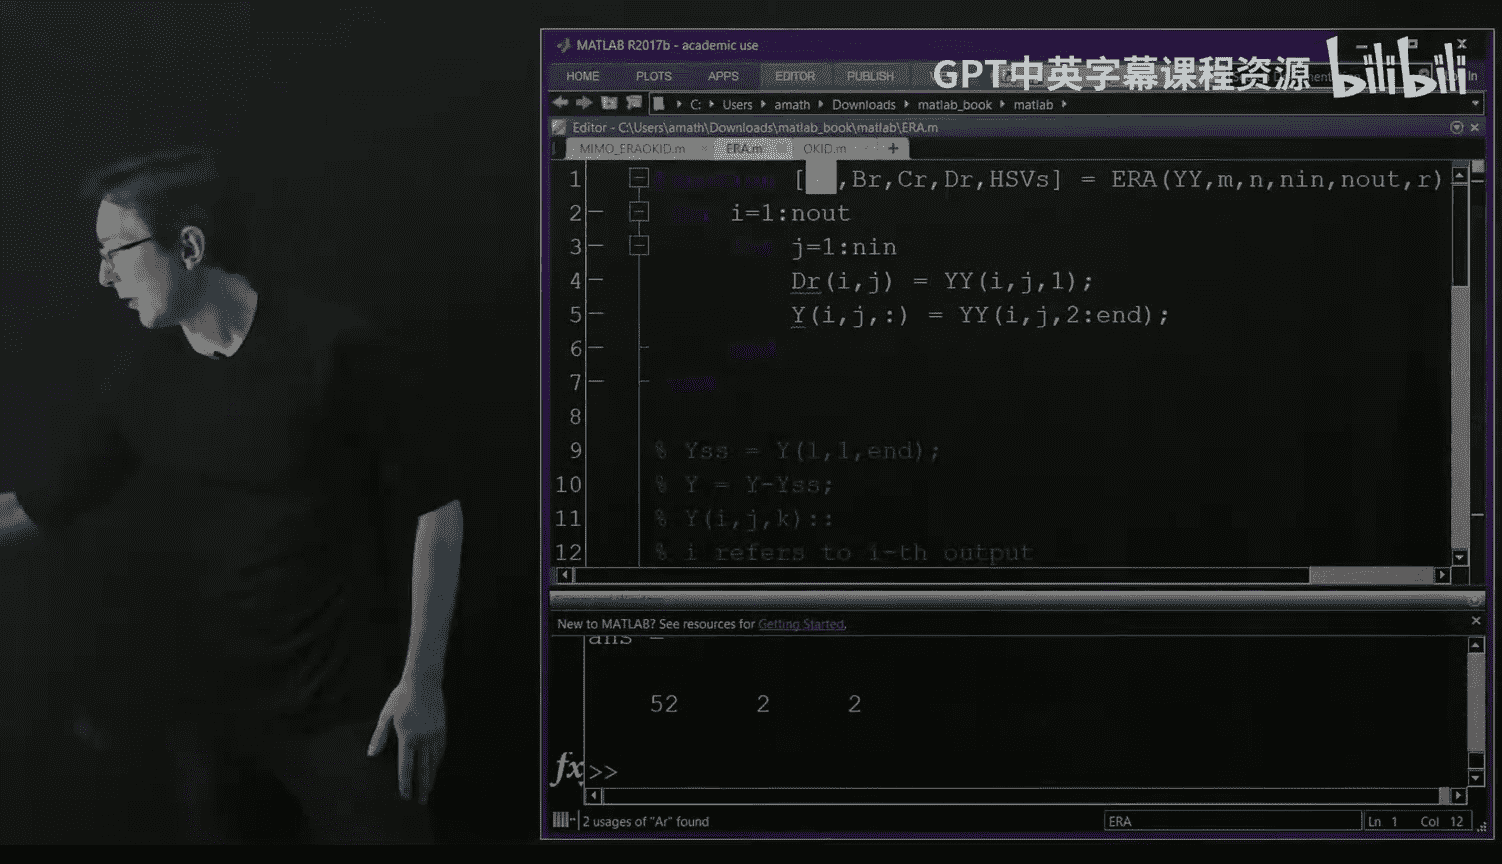 MATLAB R2017b - academic use
GPT中英字幕课程资源 bilibili
HOME PLOTS APPS EDITOR PUBLISH
C: Users amath Downloads matlab_book matlab
Editor - C:\Users\amath\Downloads\matlab_book\matlab\ERA.m
MIMO_ERAOKID.m ERA.m OKID.m +
1 [ ,Br,Cr,Dr,HSVs] = ERA(YY,m,n,nin,nout,r)
2 i=1:nout
3 j=1:nin
4 Dr(i,j) = YY(i,j,1);
5 Y(i,j,:) = YY(i,j,2:end);
6
7
8
9 % Yss = Y(1,1,end);
10 % Y = Y-Yss;
11 % Y(i,j,k)::
12 % i refers to i-th output
New to MATLAB? See resources for Getting Started.
ans =
52 2 2
fx >>
2 usages of "Ar" found ERA Ln 1 Col 12